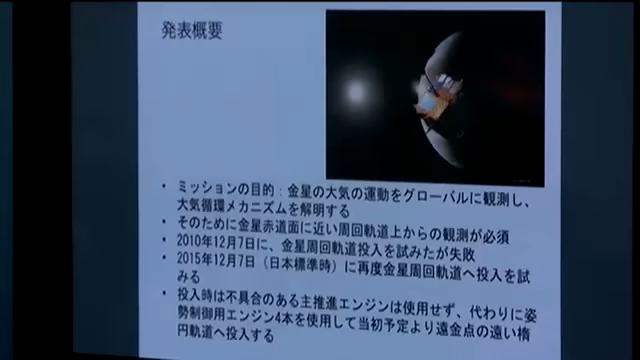 発表概要
• ミッションの目的:金星の大気の運動をグローバルに観測し、
大気循環メカニズムを解明する
• そのために金星赤道面に近い周回軌道上からの観測が必須
• 2010年12月7日に、金星周回軌道投入を試みたが失敗
• 2015年12月7日(日本標準時)に再度金星周回軌道へ投入を試
みる
• 投入時は不具合のある主推進エンジンは使用せず、代わりに姿
勢制御用エンジン4本を使用して当初予定より遠金点の遠い楕
円軌道へ投入する